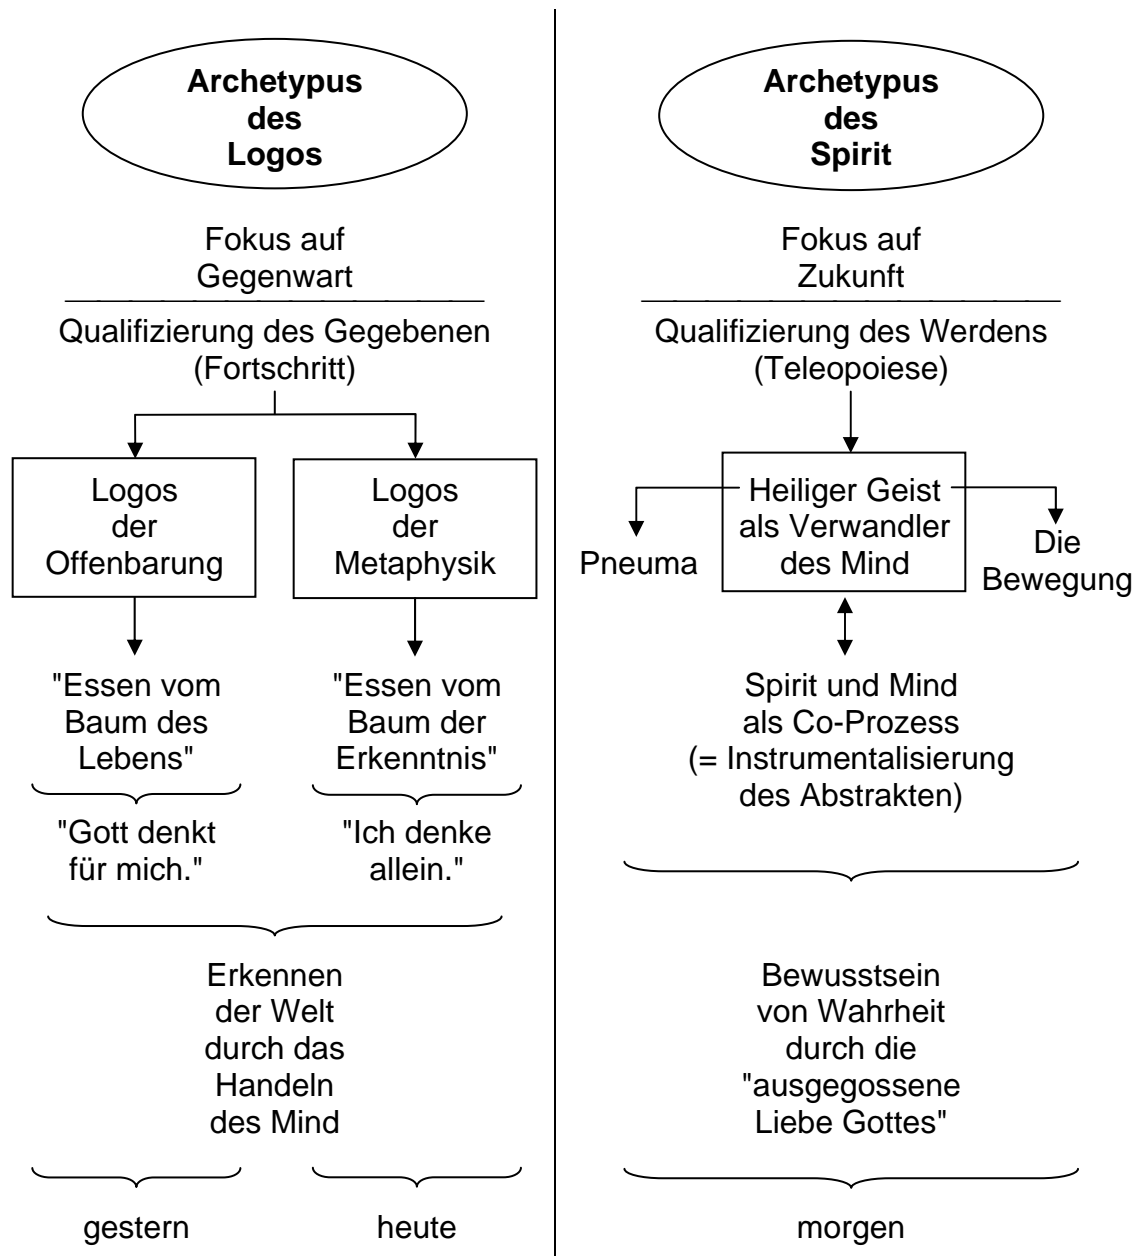 Archetypus
des
Logos
Fokus auf
Gegenwart
Qualifizierung des Gegebenen
(Fortschritt)
Logos
der
Offenbarung
Logos
der
Metaphysik
"Essen vom
Baum des
Lebens"
"Essen vom
Baum der
Erkenntnis"
"Gott denkt
für mich."
"Ich denke
allein."
Erkennen
der Welt
durch das
Handeln
des Mind
gestern
heute
Archetypus
des
Spirit
Fokus auf
Zukunft
Qualifizierung des Werdens
(Teleopoiese)
Heiliger Geist
als Verwandler
des Mind
Pneuma
Die
Bewegung
Spirit und Mind
als Co-Prozess
(= Instrumentalisierung
des Abstrakten)
Bewusstsein
von Wahrheit
durch die
"ausgegossene
Liebe Gottes"
morgen